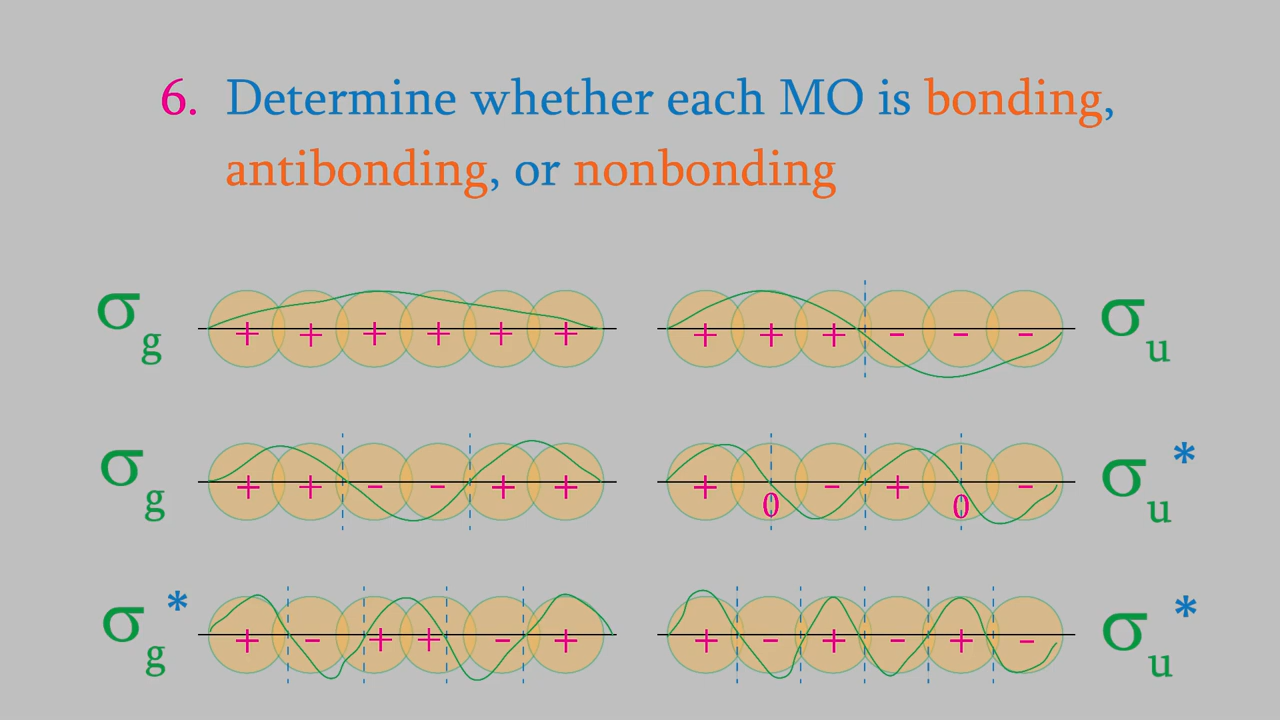 6. Determine whether each MO is bonding,
antibonding, or nonbonding
σg + + + + + +
+ + + - - - σu
σg + + - - + +
+ 0 - + 0 - σu*
σg* + - + + - +
+ - + - + - σu*